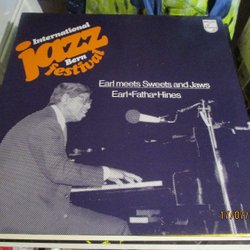 International
jazz
Bern
festival
Earl meets Sweets and Jaws
Earl•Fatha•Hines